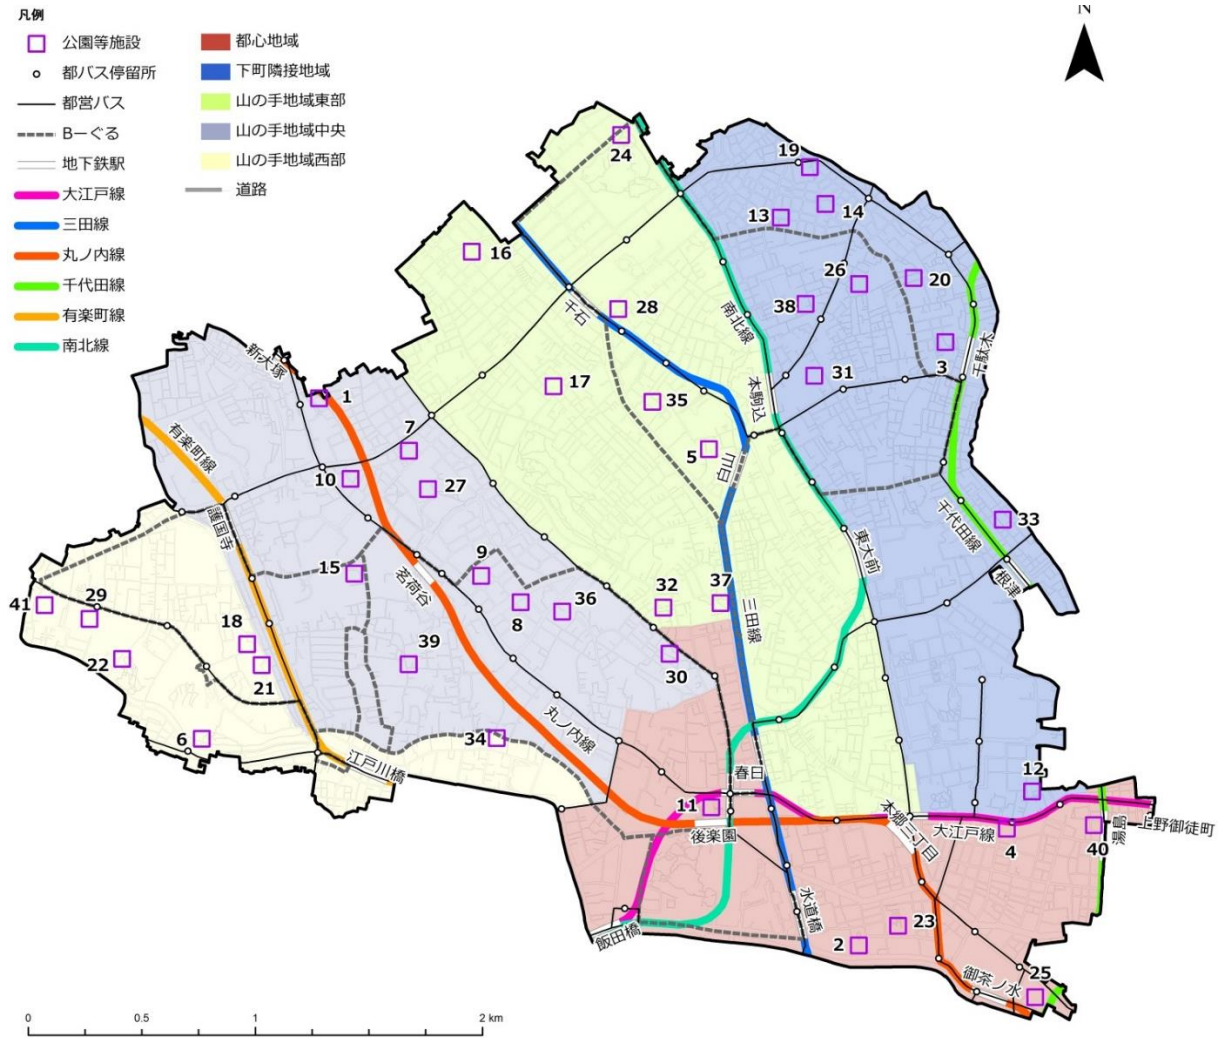 凡例
公園等施設
都バス停留所
都営バス
Bーぐる
地下鉄駅
大江戸線
三田線
丸ノ内線
千代田線
有楽町線
南北線
都心地域
下町隣接地域
山の手地域東部
山の手地域中央
山の手地域西部
道路
N
24
19
13
14
16
26
20
38
28
千石
南北線
3
千駄木
新大塚
1
17
31
35
本駒込
有楽町線
7
5
白山
10
27
護国寺
千代田線
33
15
9
東大前
根津
茗荷谷
41
29
8
36
32
37
三田線
18
39
22
21
30
6
34
丸ノ内線
江戸川橋
春日
12
11
後楽園
本郷三丁目
大江戸線
4
40
湯島
上野御徒町
飯田橋
水道橋
2
23
御茶ノ水
25
0
0.5
1
2 km